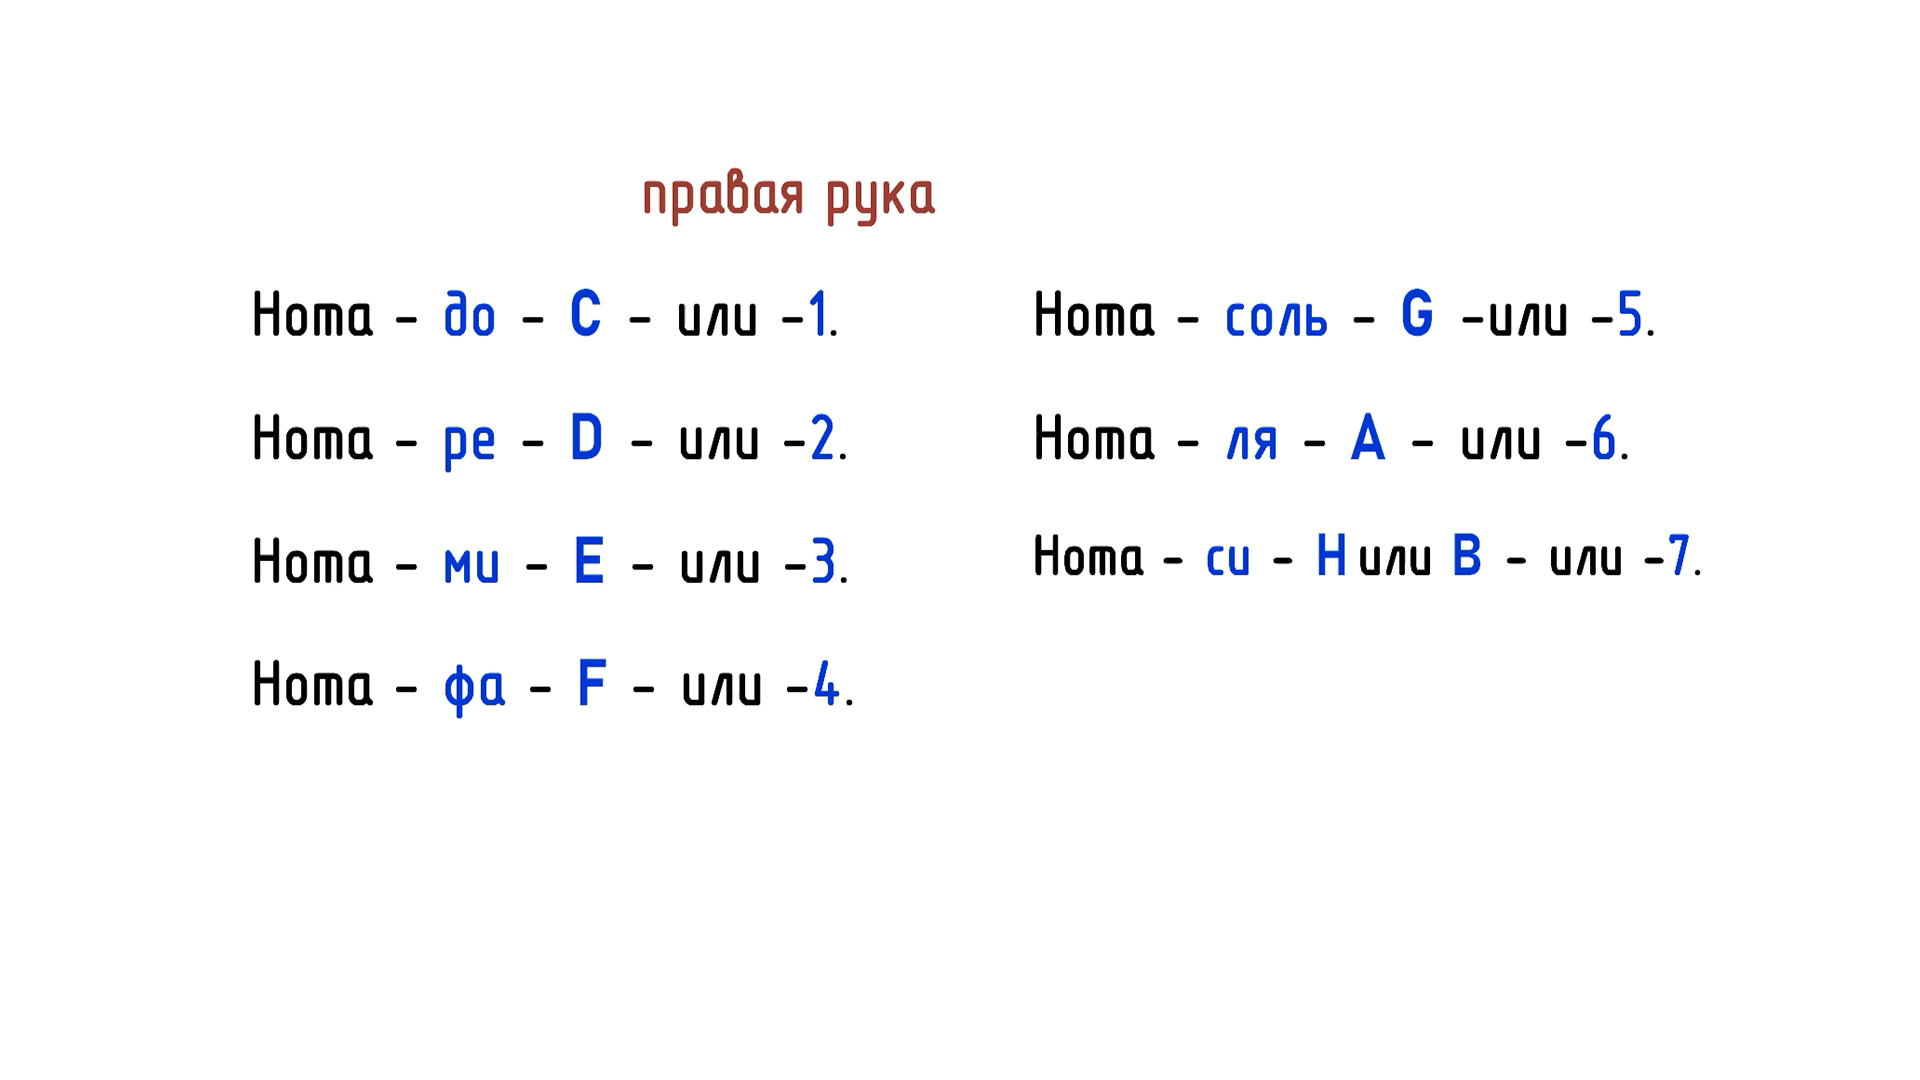 правая рука
Нота - до - C - или -1.
Нота - ре - D - или -2.
Нота - ми - E - или -3.
Нота - фа - F - или -4.
Нота - соль - G -или -5.
Нота - ля - A - или -6.
Нота - си - H или B - или -7.